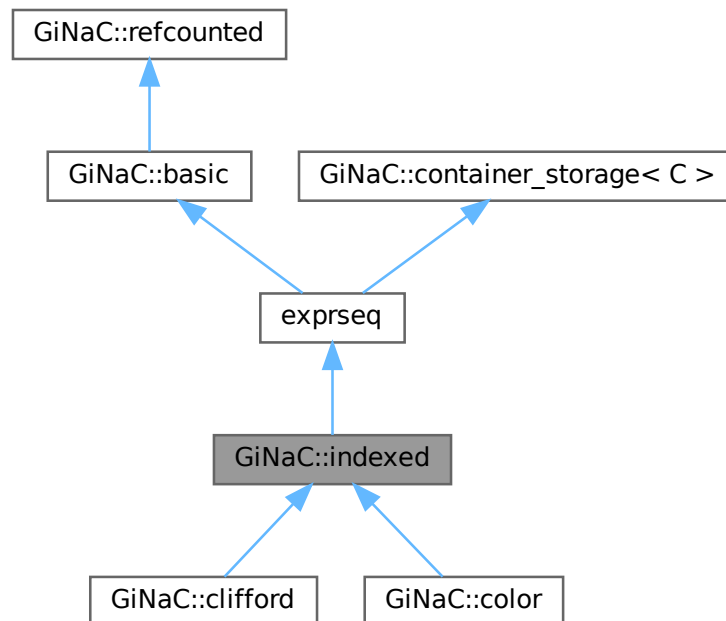 GiNaC::refcounted
GiNaC::basic
GiNaC::container_storage< C >
exprseq
GiNaC::indexed
GiNaC::clifford
GiNaC::color